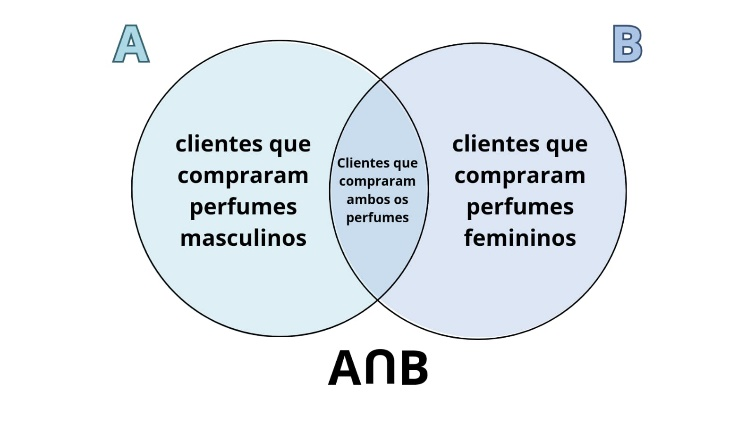 A
B
clientes que
compraram
perfumes
masculinos
Clientes que
compraram
ambos os
perfumes
clientes que
compraram
perfumes
femininos
A∩B